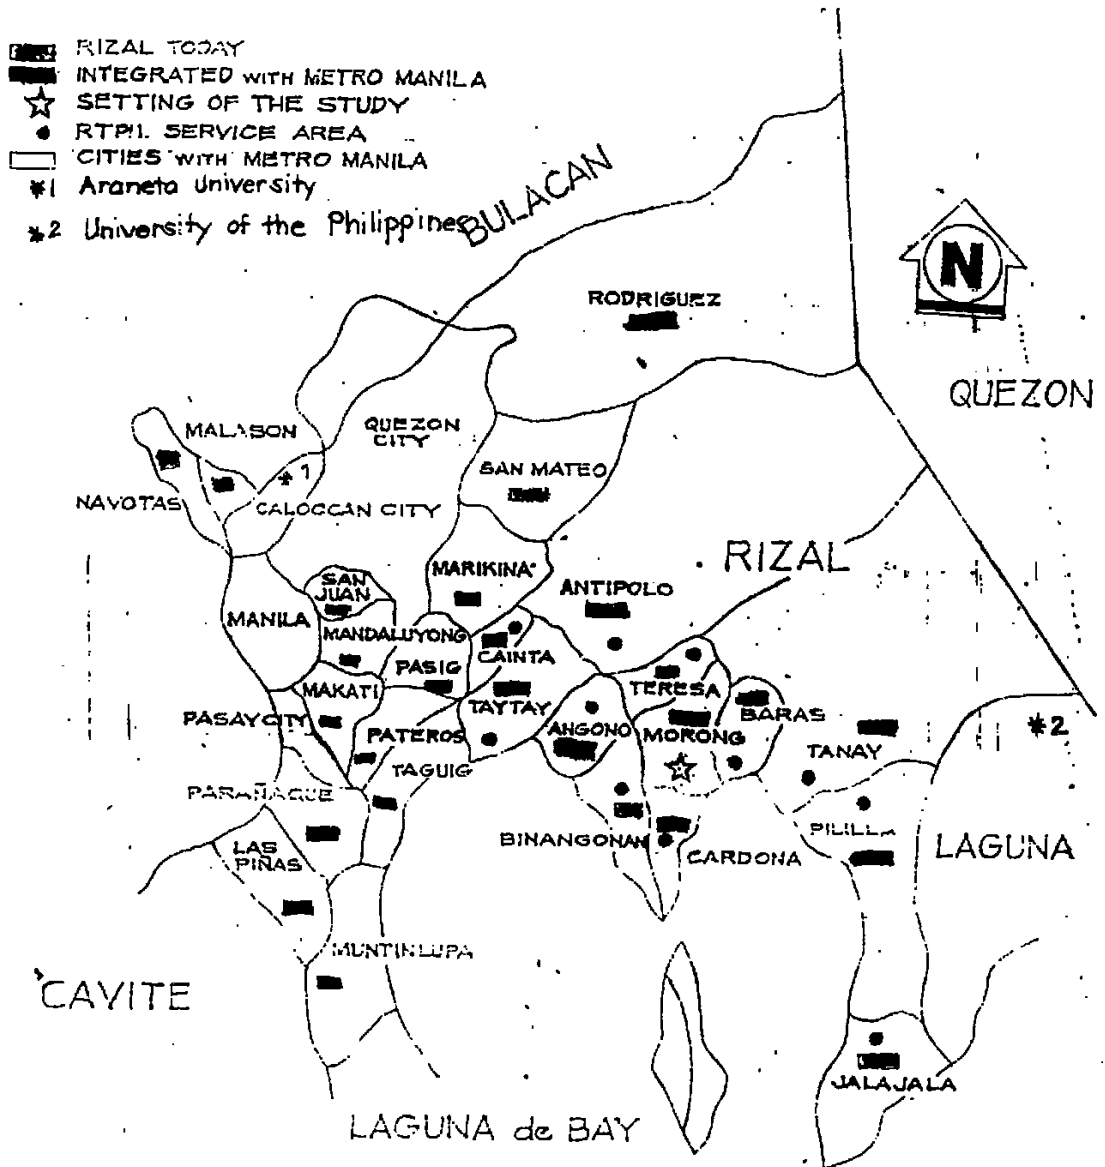 RIZAL TODAY
INTEGRATED WITH METRO MANILA
SETTING OF THE STUDY
RTPM. SERVICE AREA
CITIES WITH METRO MANILA
*1 Araneta University
*2 University of the Philippines
BULACAN
N
RODRIGUEZ
QUEZON
MALABON
QUEZON
CITY
SAN MATEO
*1
NAVOTAS
CALOOCAN CITY
RIZAL
MARIKINA
SAN
JUAN
ANTIPOLO
MANILA
MANDALUYONG
PASIG
CAINTA
MAKATI
TERESA
TAYTAY
BARAS
PASAY CITY
ANGONO
MORONG
*2
PATEROS
TANAY
TAGUIG
PARAÑAQUE
PILILLA
BINANGONAN
LAS
PIÑAS
CARDONA
LAGUNA
MUNTINLUPA
CAVITE
JALAJALA
LAGUNA de BAY